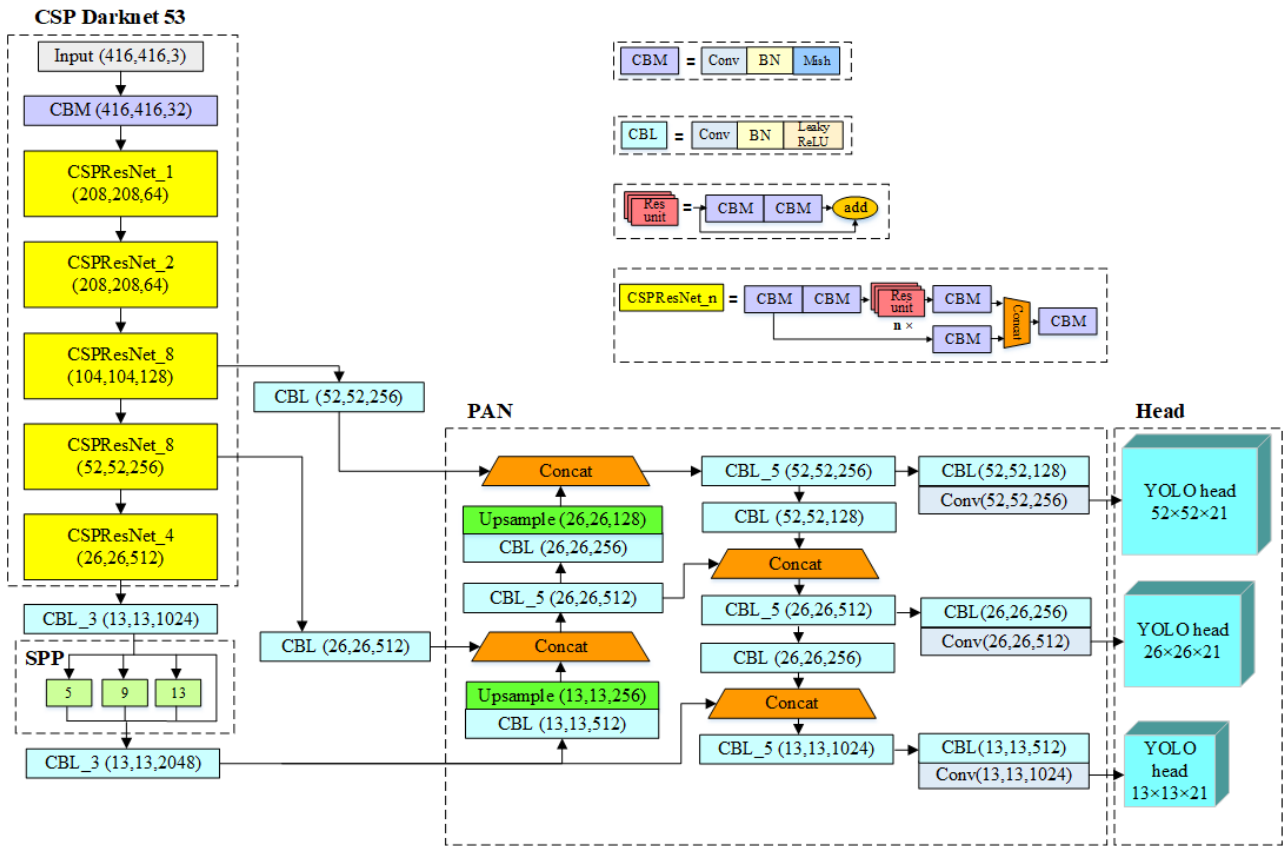 CSP Darknet 53
Input (416,416,3)
CBM (416,416,32)
CSPResNet_1
(208,208,64)
CSPResNet_2
(208,208,64)
CSPResNet_8
(104,104,128)
CSPResNet_8
(52,52,256)
CSPResNet_4
(26,26,512)
CBL_3 (13,13,1024)
SPP
5
9
13
CBL_3 (13,13,2048)
CBL (52,52,256)
CBL (26,26,512)
CBM = Conv BN Mish
CBL = Conv BN Leaky
ReLU
Res
unit
= CBM CBM add
CSPResNet_n = CBM CBM Res
unit
n ×
CBM
CBM
Concat
CBM
PAN
Concat
Upsample (26,26,128)
CBL (26,26,256)
CBL_5 (26,26,512)
Concat
Upsample (13,13,256)
CBL (13,13,512)
CBL_5 (52,52,256)
CBL (52,52,128)
Concat
CBL_5 (26,26,512)
CBL (26,26,256)
Concat
CBL_5 (13,13,1024)
CBL(52,52,128)
Conv(52,52,256)
CBL(26,26,256)
Conv(26,26,512)
CBL(13,13,512)
Conv(13,13,1024)
Head
YOLO head
52×52×21
YOLO head
26×26×21
YOLO
head
13×13×21